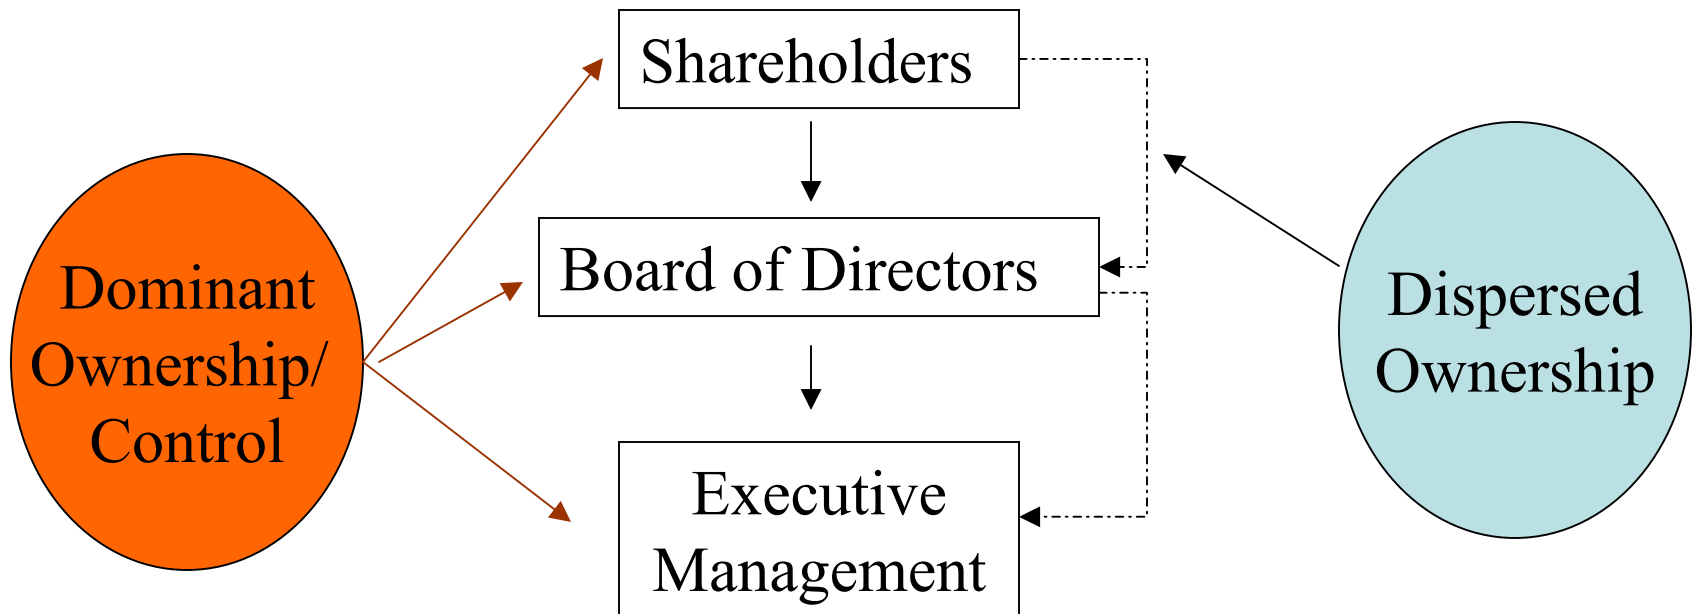 Shareholders
Board of Directors
Executive
Management
Dominant
Ownership/
Control
Dispersed
Ownership